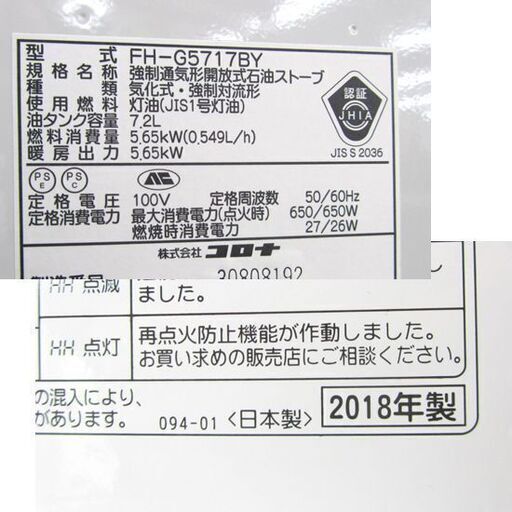 型式 FH-G5717BY
規格名称 強制通気形開放式石油ストーブ
種類 気化式・強制対流形
使用燃料 灯油(JIS1号灯油)
油タンク容量 7.2L
燃料消費量 5.65kW(0.549L/h)
暖房出力 5.65kW
認証
JHIA
JIS S 2036
PS E PS C
定格電圧 100V 定格周波数 50/60Hz
定格消費電力 最大消費電力(点火時) 650/650W
燃焼時消費電力 27/26W
株式会社 コロナ
製造番号 30808192
HH 点滅
ました。
HH 点灯 再点火防止機能が作動しました。
お買い求めの販売店にご相談ください。
の混入により、
があります。 094-01 <日本製> 2018年製